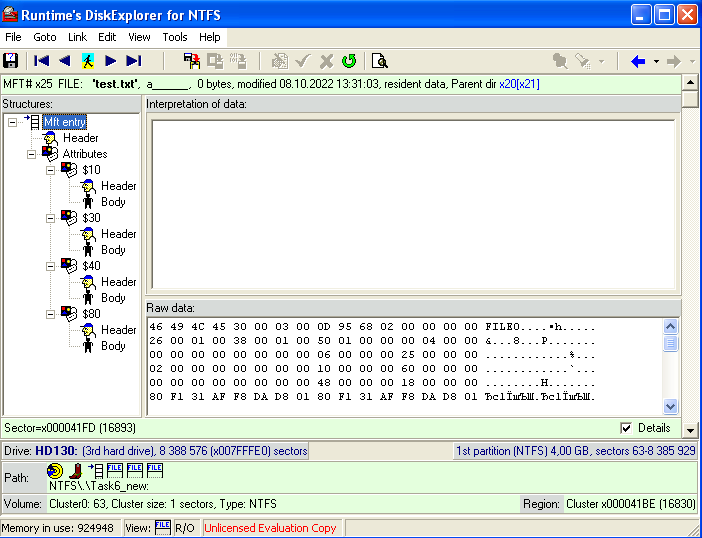 Runtime's DiskExplorer for NTFS
File Goto Link Edit View Tools Help
MFT# x25 FILE: 'test.txt', a______, 0 bytes, modified 08.10.2022 13:31:03, resident data, Parent dir x20[x21]
Structures:
Interpretation of data:
Mft entry
Header
Attributes
$10
Header
Body
$30
Header
Body
$40
Header
Body
$80
Header
Body
Raw data:
46 49 4C 45 30 00 03 00 0D 95 68 02 00 00 00 00 FILE0....•h.....
26 00 01 00 38 00 01 00 50 01 00 00 00 04 00 00 &...8...P.......
00 00 00 00 00 00 00 00 06 00 00 00 25 00 00 00 ............%...
02 00 00 00 00 00 00 00 10 00 00 00 60 00 00 00 ............`...
00 00 00 00 00 00 00 00 48 00 00 00 18 00 00 00 ........H.......
80 F1 31 AF F8 DA D8 01 80 F1 31 AF F8 DA D8 01 Ђс1ЇшЪШ.Ђс1ЇшЪШ.
Sector=x000041FD (16893)
Details
Drive: HD130: (3rd hard drive), 8 388 576 (x007FFFE0) sectors
1st partition (NTFS) 4,00 GB, sectors 63-8 385 929
Path:
FILE FILE FILE
NTFS\.\Task6_new:
Volume: Cluster0: 63, Cluster size: 1 sectors, Type: NTFS
Region: Cluster x000041BE (16830)
Memory in use: 924948 View: FILE R/O Unlicensed Evaluation Copy